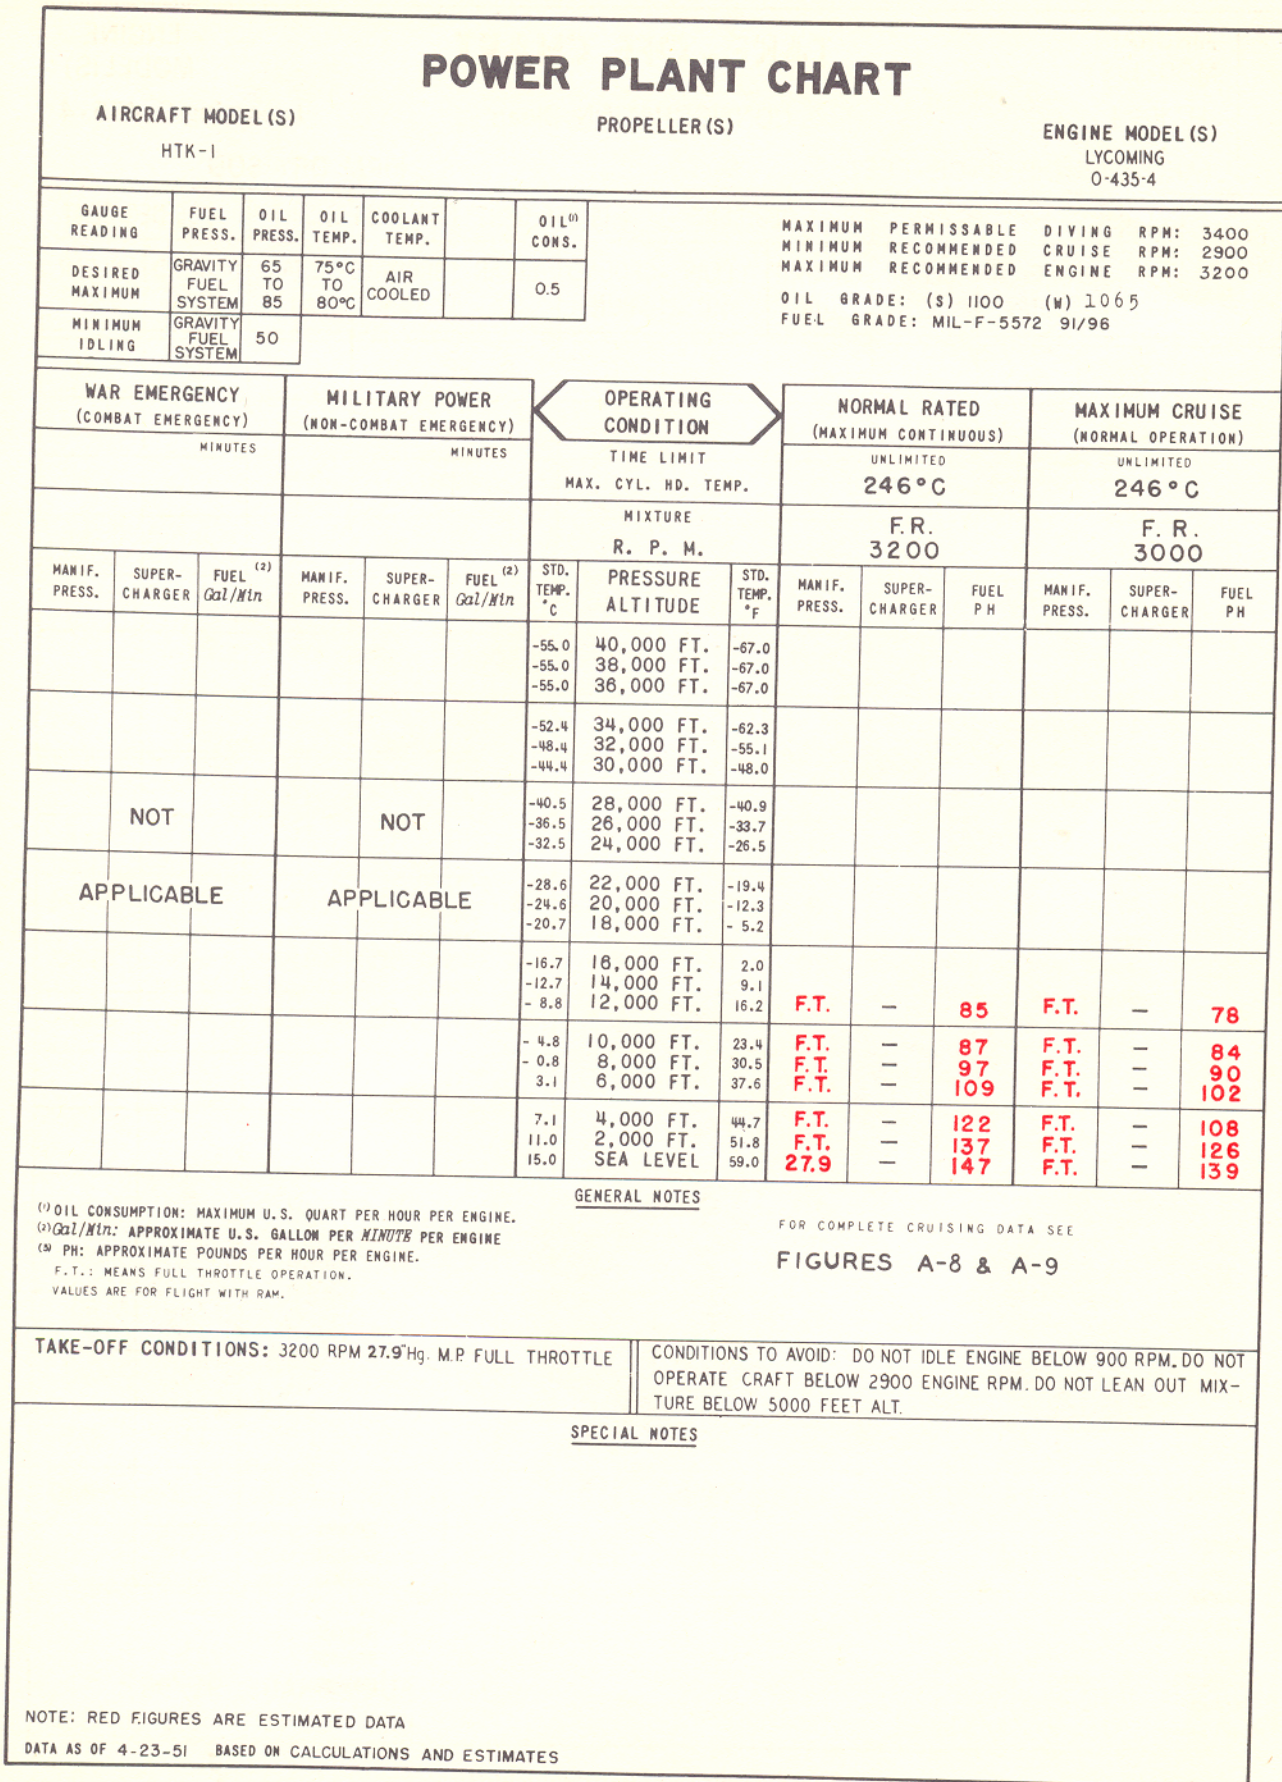 POWER PLANT CHART
AIRCRAFT MODEL(S)
HTK-1
PROPELLER(S)
ENGINE MODEL(S)
LYCOMING
O-435-4
GAUGE READING | FUEL PRESS. | OIL PRESS. | OIL TEMP. | COOLANT TEMP. | | OIL(1) CONS.
DESIRED MAXIMUM | GRAVITY FUEL SYSTEM | 65 TO 85 | 75°C TO 80°C | AIR COOLED | | 0.5
MINIMUM IDLING | GRAVITY FUEL SYSTEM | 50
MAXIMUM PERMISSABLE DIVING RPM: 3400
MINIMUM RECOMMENDED CRUISE RPM: 2900
MAXIMUM RECOMMENDED ENGINE RPM: 3200
OIL GRADE: (S) 1100 (W) 1065
FUEL GRADE: MIL-F-5572 91/96
WAR EMERGENCY
(COMBAT EMERGENCY)
MINUTES
MILITARY POWER
(NON-COMBAT EMERGENCY)
MINUTES
OPERATING
CONDITION
TIME LIMIT
MAX. CYL. HD. TEMP.
MIXTURE
R. P. M.
NORMAL RATED
(MAXIMUM CONTINUOUS)
UNLIMITED
246°C
F.R.
3200
MAXIMUM CRUISE
(NORMAL OPERATION)
UNLIMITED
246°C
F. R.
3000
MANIF. PRESS. | SUPER-CHARGER | FUEL (2) Gal/Min | MANIF. PRESS. | SUPER-CHARGER | FUEL (2) Gal/Min | STD. TEMP. °C | PRESSURE ALTITUDE | STD. TEMP. °F | MANIF. PRESS. | SUPER-CHARGER | FUEL PH | MANIF. PRESS. | SUPER-CHARGER | FUEL PH
-55.0 40,000 FT. -67.0
-55.0 38,000 FT. -67.0
-55.0 36,000 FT. -67.0
-52.4 34,000 FT. -62.3
-48.4 32,000 FT. -55.1
-44.4 30,000 FT. -48.0
-40.5 28,000 FT. -40.9
NOT NOT -36.5 26,000 FT. -33.7
-32.5 24,000 FT. -26.5
-28.6 22,000 FT. -19.4
APPLICABLE APPLICABLE -24.6 20,000 FT. -12.3
-20.7 18,000 FT. - 5.2
-16.7 16,000 FT. 2.0
-12.7 14,000 FT. 9.1
- 8.8 12,000 FT. 16.2 F.T. — 85 F.T. — 78
- 4.8 10,000 FT. 23.4 F.T. — 87 F.T. — 84
- 0.8 8,000 FT. 30.5 F.T. — 97 F.T. — 90
3.1 6,000 FT. 37.6 F.T. — 109 F.T. — 102
7.1 4,000 FT. 44.7 F.T. — 122 F.T. — 108
11.0 2,000 FT. 51.8 F.T. — 137 F.T. — 126
15.0 SEA LEVEL 59.0 27.9 — 147 F.T. — 139
GENERAL NOTES
(1) OIL CONSUMPTION: MAXIMUM U.S. QUART PER HOUR PER ENGINE.
(2) Gal/Min: APPROXIMATE U.S. GALLON PER MINUTE PER ENGINE
(3) PH: APPROXIMATE POUNDS PER HOUR PER ENGINE.
F.T.: MEANS FULL THROTTLE OPERATION.
VALUES ARE FOR FLIGHT WITH RAM.
FOR COMPLETE CRUISING DATA SEE
FIGURES A-8 & A-9
TAKE-OFF CONDITIONS: 3200 RPM 27.9"Hg. M.P. FULL THROTTLE
CONDITIONS TO AVOID: DO NOT IDLE ENGINE BELOW 900 RPM. DO NOT
OPERATE CRAFT BELOW 2900 ENGINE RPM. DO NOT LEAN OUT MIX-
TURE BELOW 5000 FEET ALT.
SPECIAL NOTES
NOTE: RED FIGURES ARE ESTIMATED DATA
DATA AS OF 4-23-51 BASED ON CALCULATIONS AND ESTIMATES